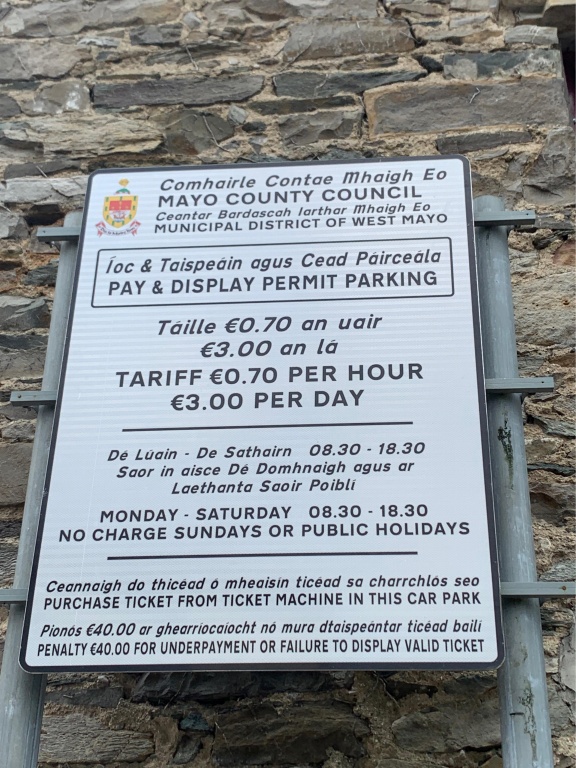 Comhairle Contae Mhaigh Eo
MAYO COUNTY COUNCIL
Ceantar Bardascah Iarthar Mhaigh Eo
MUNICIPAL DISTRICT OF WEST MAYO
Íoc & Taispeáin agus Cead Páirceála
PAY & DISPLAY PERMIT PARKING
Táille €0.70 an uair
€3.00 an lá
TARIFF €0.70 PER HOUR
€3.00 PER DAY
Dé Lúain - De Sathairn 08.30 - 18.30
Saor in aisce Dé Domhnaigh agus ar
Laethanta Saoir Poiblí
MONDAY - SATURDAY 08.30 - 18.30
NO CHARGE SUNDAYS OR PUBLIC HOLIDAYS
Ceannaigh do thicéad ó mheaisín ticéad sa charrchlós seo
PURCHASE TICKET FROM TICKET MACHINE IN THIS CAR PARK
Pionós €40.00 ar ghearríocaíocht nó mura dtaispeántar ticéad bailí
PENALTY €40.00 FOR UNDERPAYMENT OR FAILURE TO DISPLAY VALID TICKET